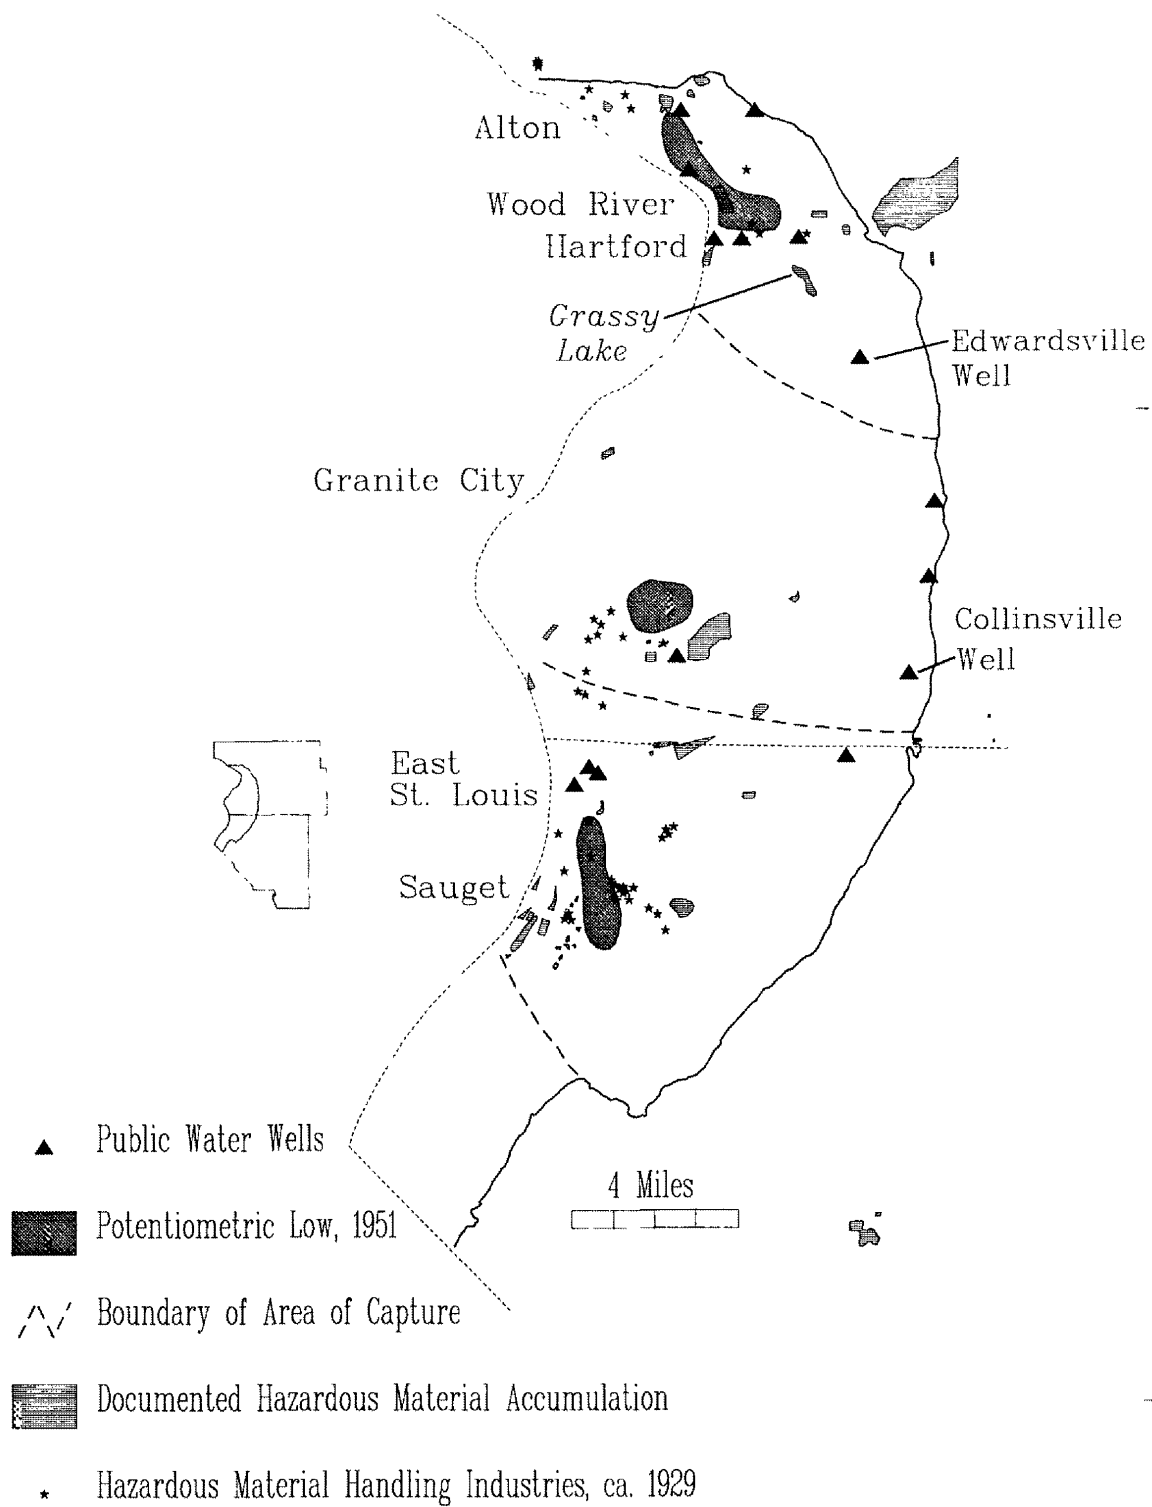 Alton
Wood River
Hartford
Grassy
Lake
Edwardsville
Well
Granite City
Collinsville
Well
East
St. Louis
Sauget
Public Water Wells
4 Miles
Potentiometric Low, 1951
Boundary of Area of Capture
Documented Hazardous Material Accumulation
Hazardous Material Handling Industries, ca. 1929